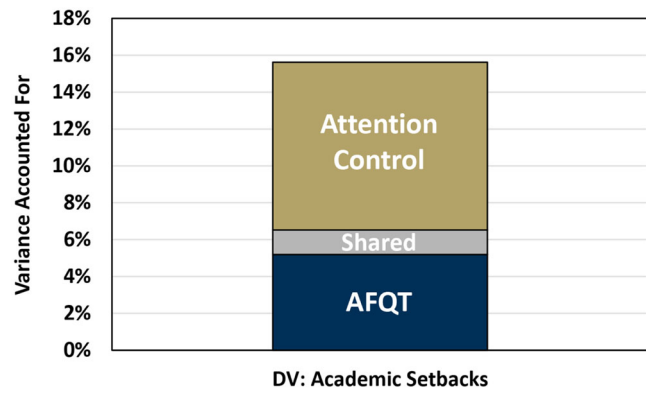 18%
16%
14%
12%
10%
8%
6%
4%
2%
0%
Variance Accounted For
Attention
Control
Shared
AFQT
DV: Academic Setbacks